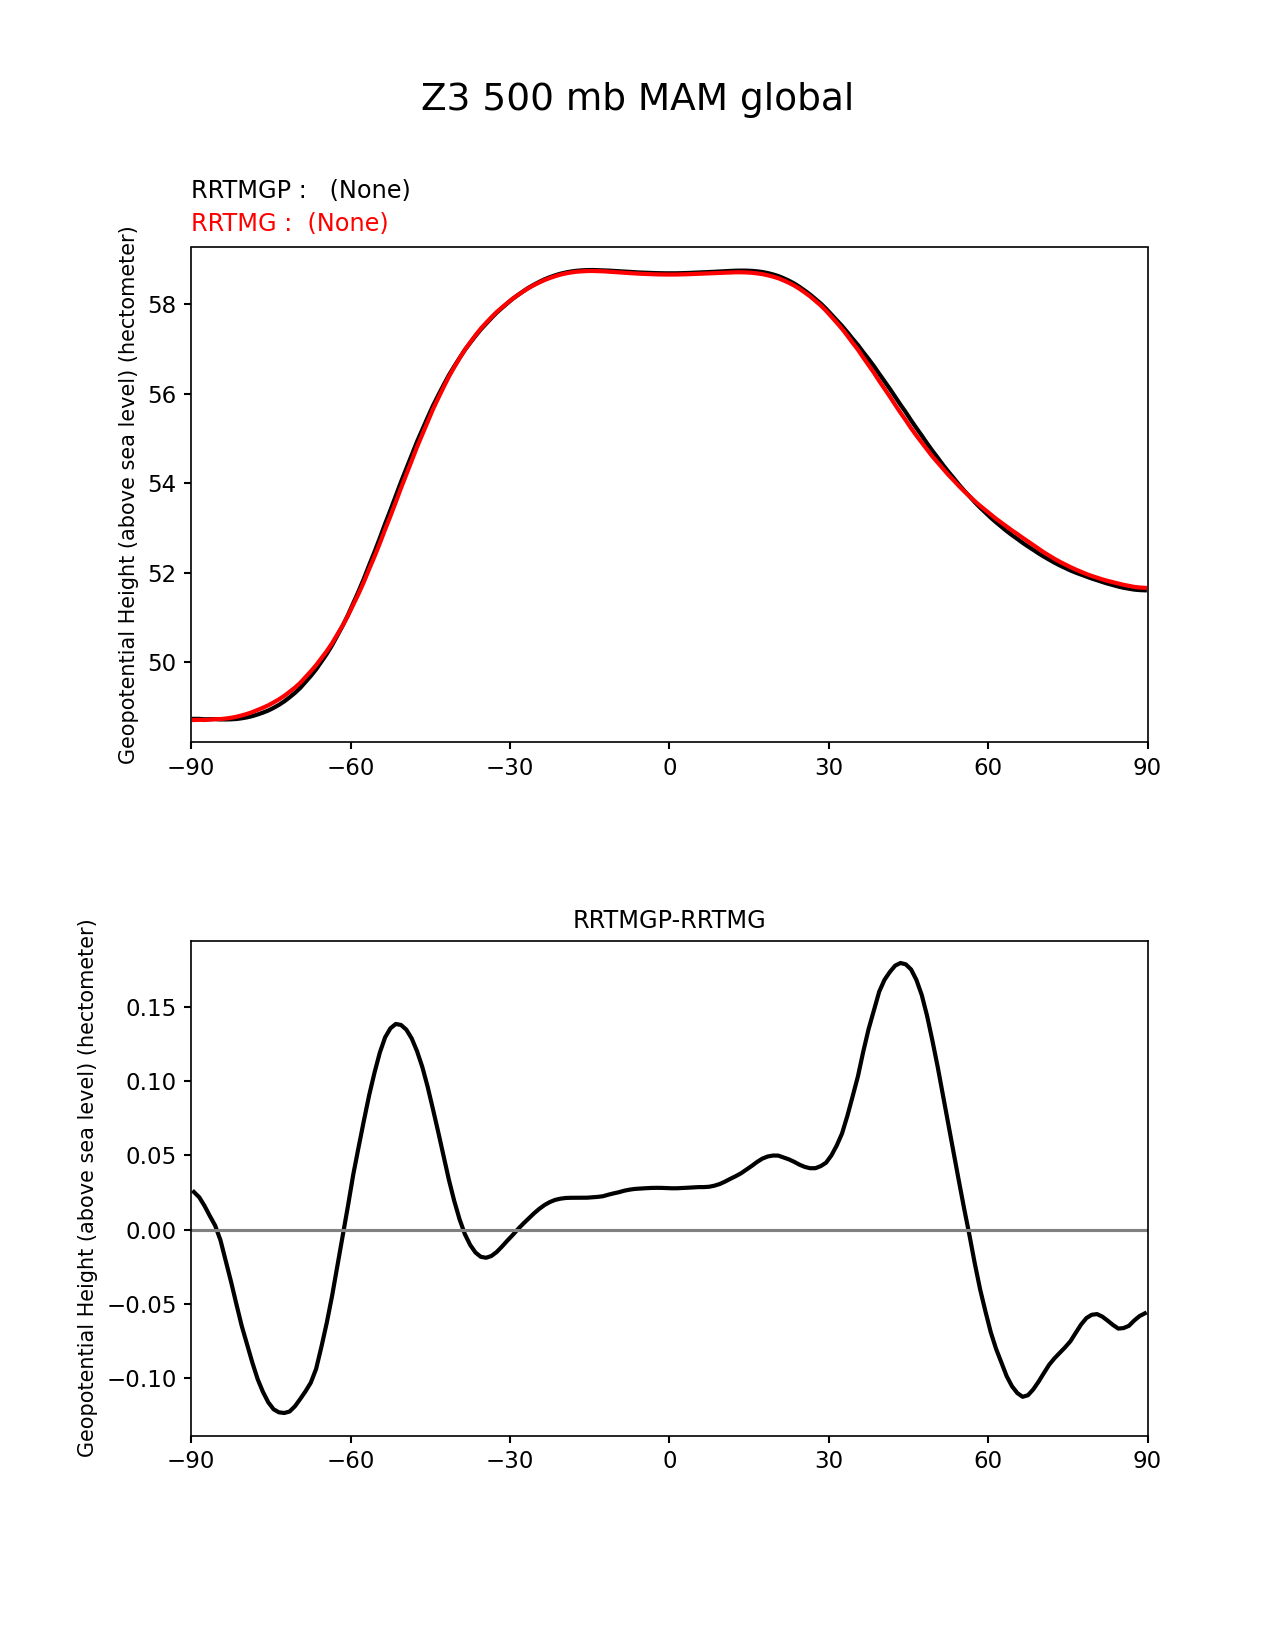 Z3 500 mb MAM global
RRTMGP :   (None)
RRTMG :  (None)
Geopotential Height (above sea level) (hectometer)
58
56
54
52
50
−90 −60 −30 0 30 60 90
RRTMGP-RRTMG
Geopotential Height (above sea level) (hectometer)
0.15
0.10
0.05
0.00
−0.05
−0.10
−90 −60 −30 0 30 60 90